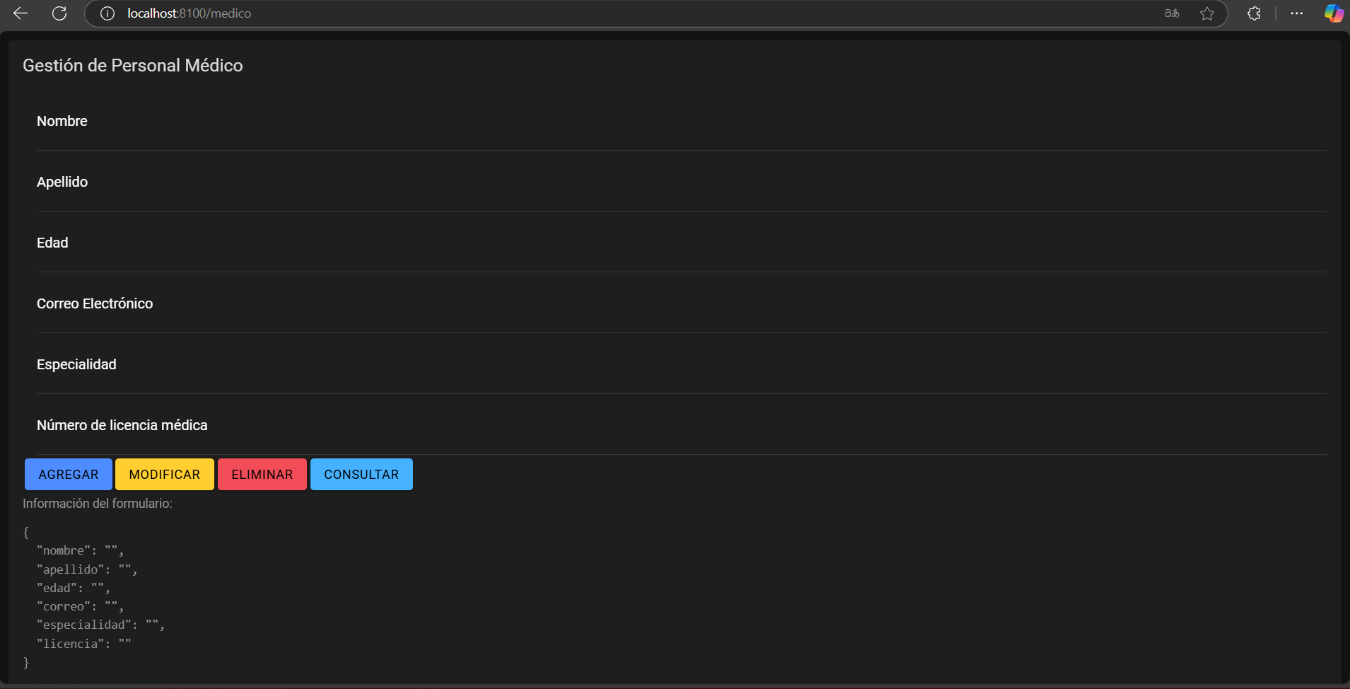 localhost:8100/medico
Gestión de Personal Médico
Nombre
Apellido
Edad
Correo Electrónico
Especialidad
Número de licencia médica
AGREGAR MODIFICAR ELIMINAR CONSULTAR
Información del formulario:
{
"nombre": "",
"apellido": "",
"edad": "",
"correo": "",
"especialidad": "",
"licencia": ""
}